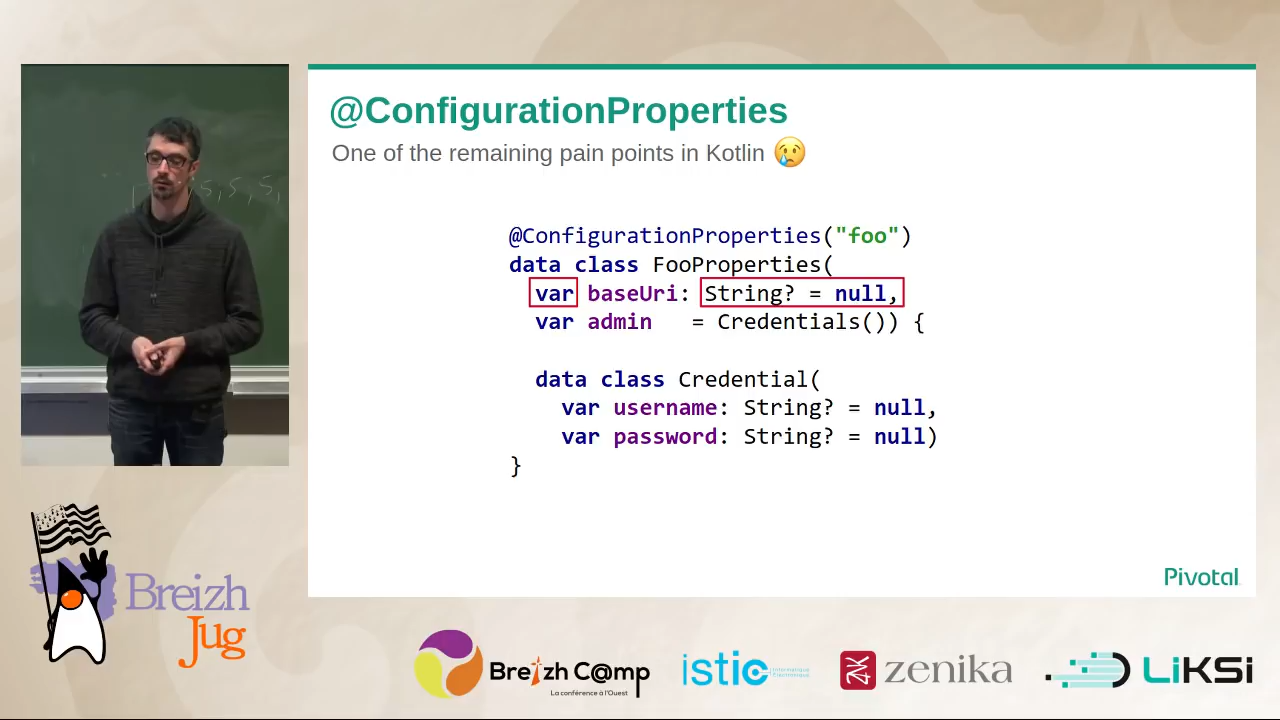 @ConfigurationProperties
One of the remaining pain points in Kotlin 😢
@ConfigurationProperties("foo")
data class FooProperties(
  var baseUri: String? = null,
  var admin   = Credentials()) {
  data class Credential(
    var username: String? = null,
    var password: String? = null)
}
Pivotal
Breizh
Jug
Breizh C@mp
La conférence à l'Ouest
istic
Informatique
Électronique
zenika
LiKSi